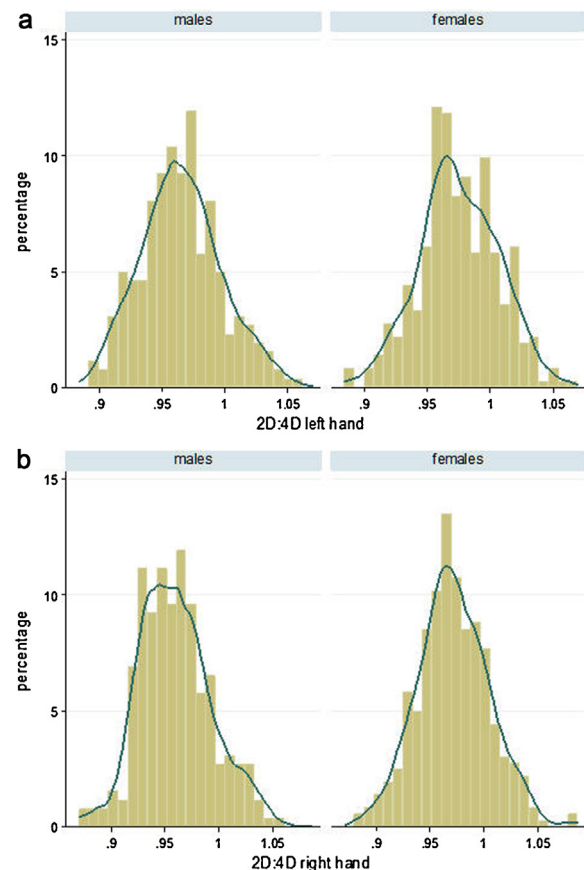 a
males females
15
10
5
0
percentage
.9 .95 1 1.05 .9 .95 1 1.05
2D:4D left hand
b
males females
15
10
5
0
percentage
.9 .95 1 1.05 .9 .95 1 1.05
2D:4D right hand